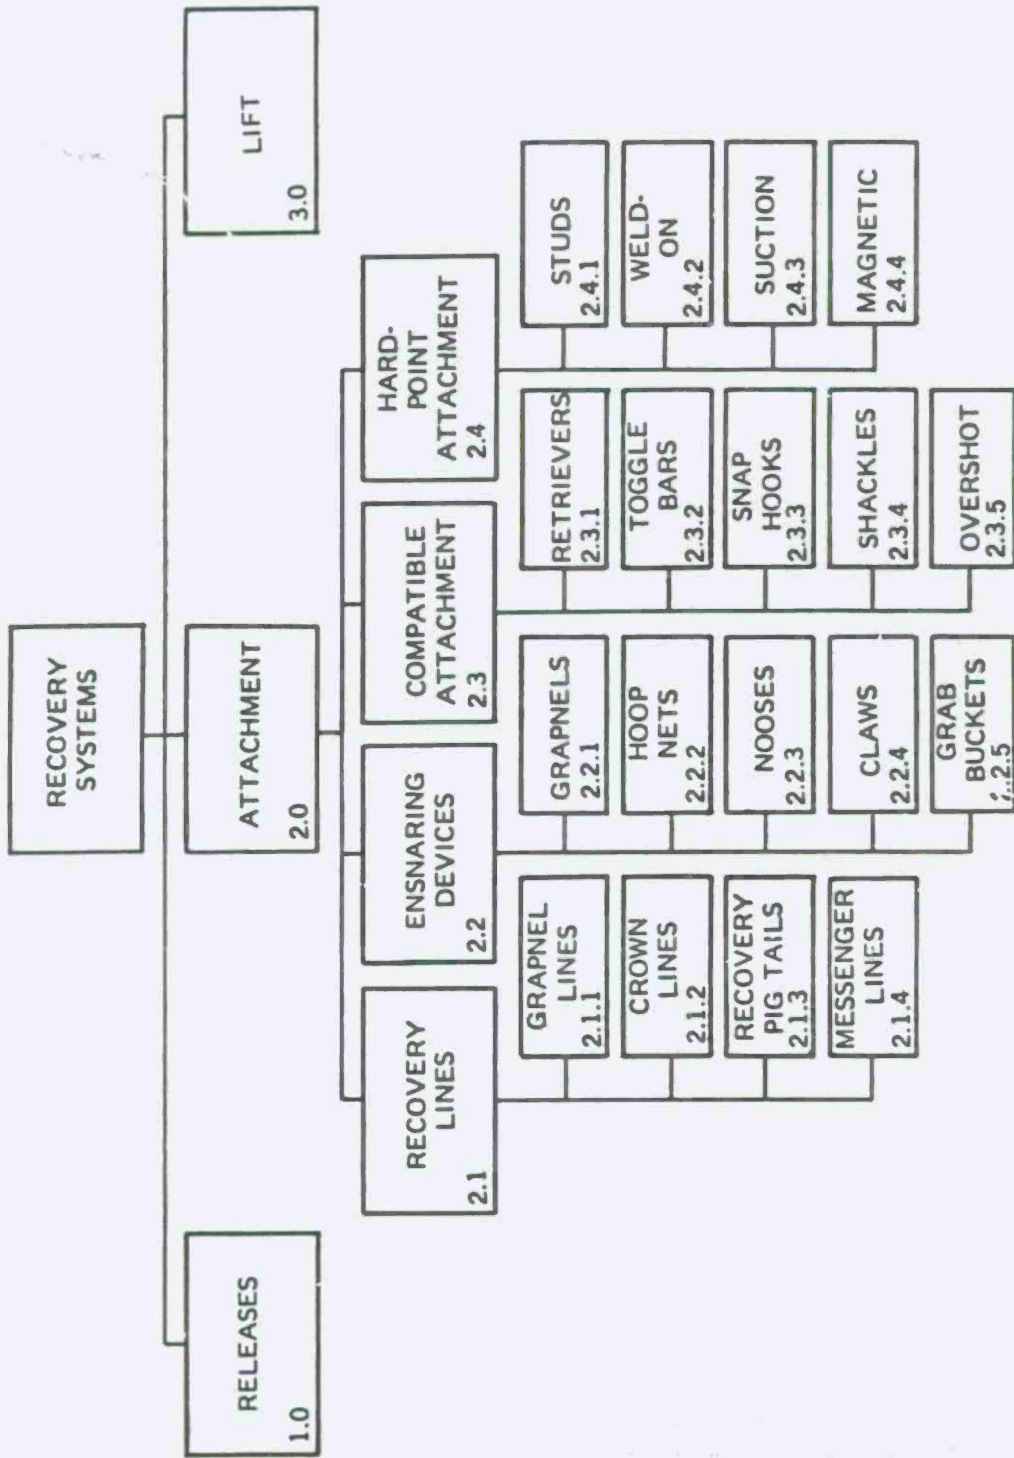 RECOVERY
SYSTEMS
RELEASES
1.0
ATTACHMENT
2.0
LIFT
3.0
RECOVERY
LINES
2.1
ENSNARING
DEVICES
2.2
COMPATIBLE
ATTACHMENT
2.3
HARD-
POINT
ATTACHMENT
2.4
GRAPNEL
LINES
2.1.1
CROWN
LINES
2.1.2
RECOVERY
PIG TAILS
2.1.3
MESSENGER
LINES
2.1.4
GRAPNELS
2.2.1
HOOP
NETS
2.2.2
NOOSES
2.2.3
CLAWS
2.2.4
GRAB
BUCKETS
2.2.5
RETRIEVERS
2.3.1
TOGGLE
BARS
2.3.2
SNAP
HOOKS
2.3.3
SHACKLES
2.3.4
OVERSHOT
2.3.5
STUDS
2.4.1
WELD-
ON
2.4.2
SUCTION
2.4.3
MAGNETIC
2.4.4